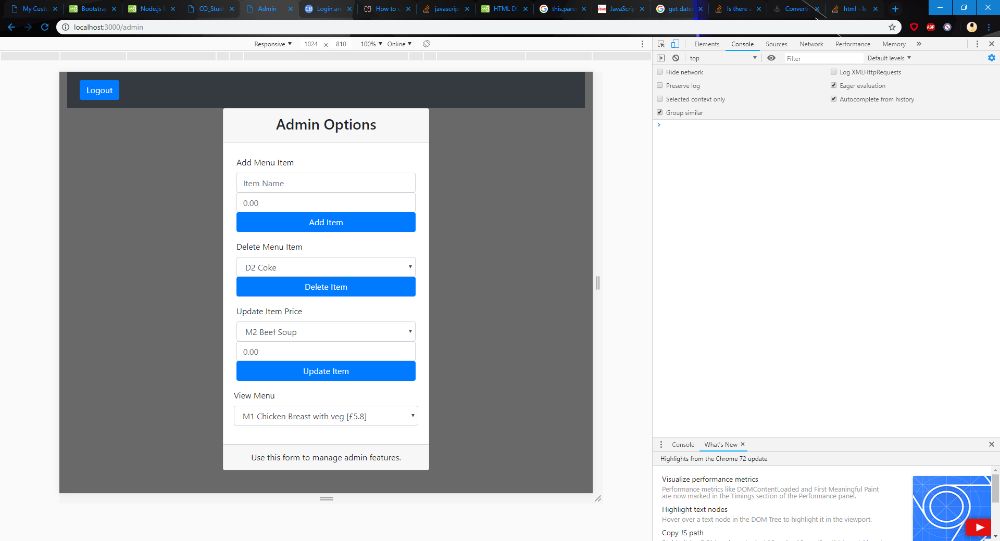 My Custo
Bootstrap
Node.js M
CO_Stude
Admin
Login an
How to c
javascript
HTML DO
this.pare
JavaScrip
get date
Is there a
Converti
html - Is
localhost:3000/admin
ABP
Responsive ▼ 1024 x 810 100% ▼ Online ▼
Elements Console Sources Network Performance Memory »
top ▼ Filter Default levels ▼
Hide network Log XMLHttpRequests
Preserve log Eager evaluation
Selected context only Autocomplete from history
Group similar
Logout
Admin Options
Add Menu Item
Item Name
0.00
Add Item
Delete Menu Item
D2 Coke
Delete Item
Update Item Price
M2 Beef Soup
0.00
Update Item
View Menu
M1 Chicken Breast with veg [£5.8]
Use this form to manage admin features.
Console What's New
Highlights from the Chrome 72 update
Visualize performance metrics
Performance metrics like DOMContentLoaded and First Meaningful Paint
are now marked in the Timings section of the Performance panel.
Highlight text nodes
Hover over a text node in the DOM Tree to highlight it in the viewport.
Copy JS path